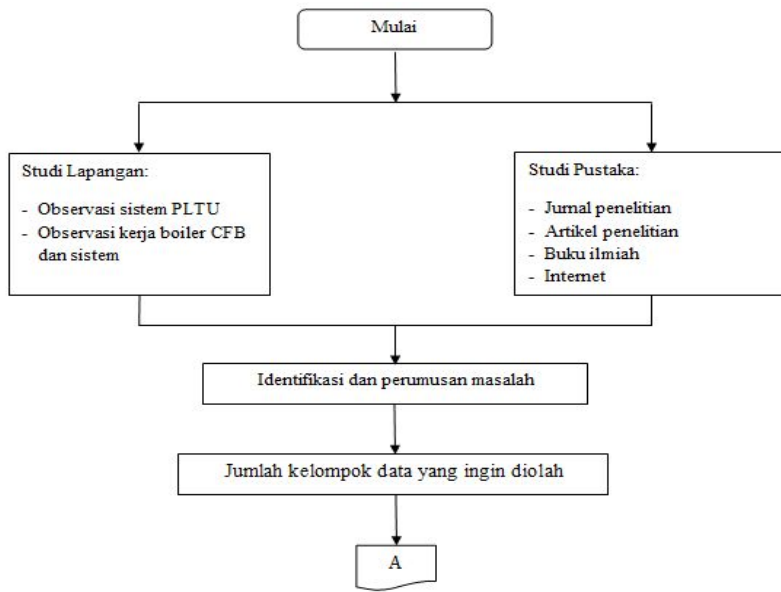 Mulai
Studi Lapangan:
- Observasi sistem PLTU
- Observasi kerja boiler CFB
dan sistem
Studi Pustaka:
- Jurnal penelitian
- Artikel penelitian
- Buku ilmiah
- Internet
Identifikasi dan perumusan masalah
Jumlah kelompok data yang ingin diolah
A